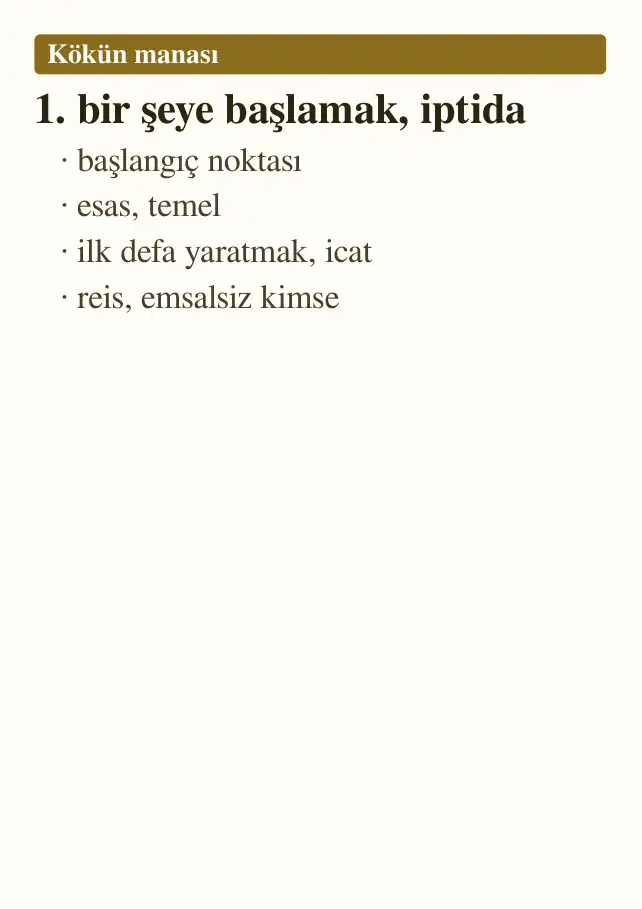 Kökün manası
1. bir şeye başlamak, iptida
· başlangıç noktası
· esas, temel
· ilk defa yaratmak, icat
· reis, emsalsiz kimse